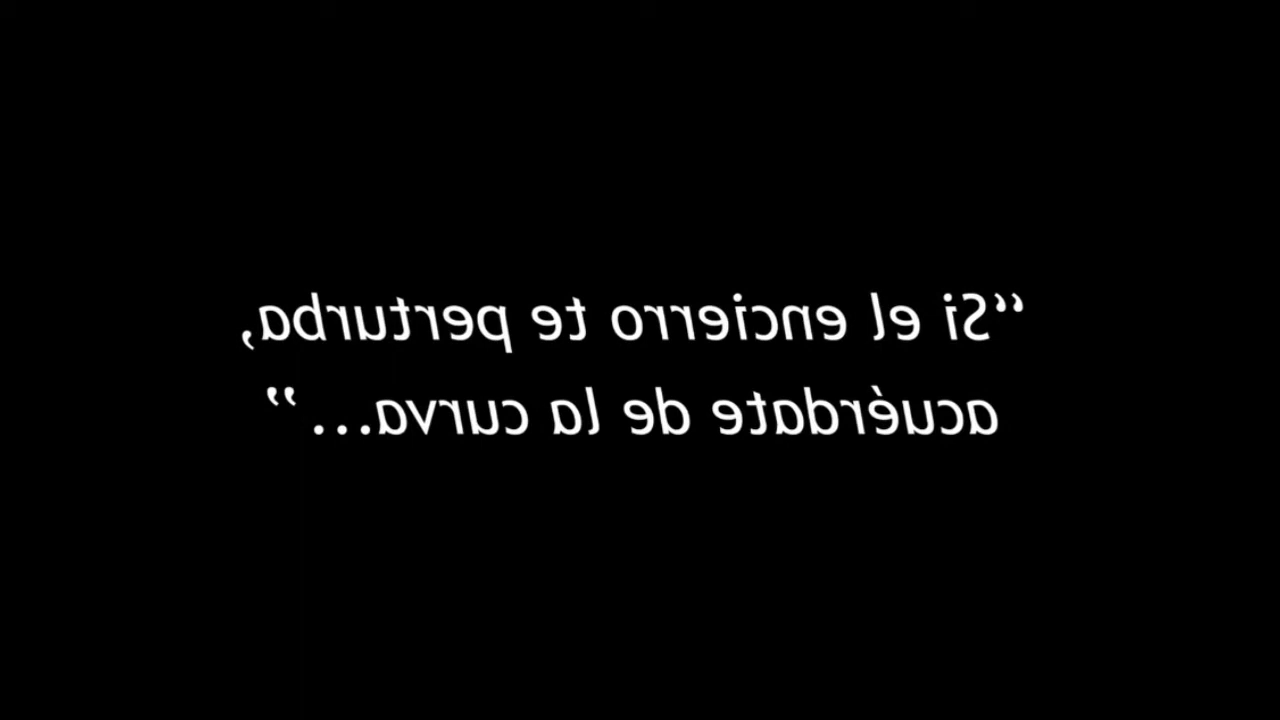 “Si el encierro te perturba,
acuérdate de la curva... ”